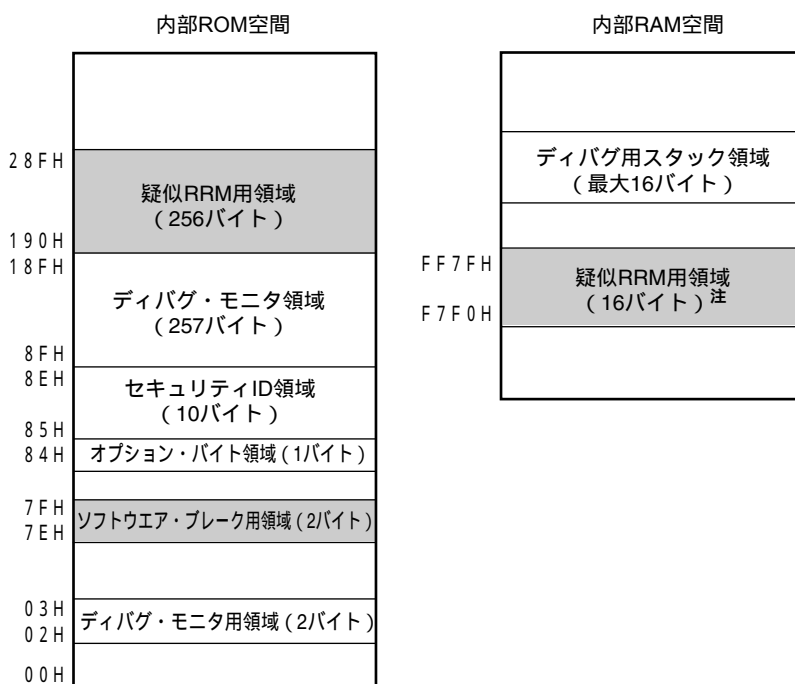 内部ROM空間
28FH
疑似RRM用領域
(256バイト)
190H
18FH
ディバグ・モニタ領域
(257バイト)
8FH
8EH
セキュリティID領域
(10バイト)
85H
84H
オプション・バイト領域(1バイト)
7FH
ソフトウエア・ブレーク用領域(2バイト)
7EH
03H
ディバグ・モニタ用領域(2バイト)
02H
00H
内部RAM空間
ディバグ用スタック領域
(最大16バイト)
FF7FH
疑似RRM用領域
(16バイト)注
F7F0H